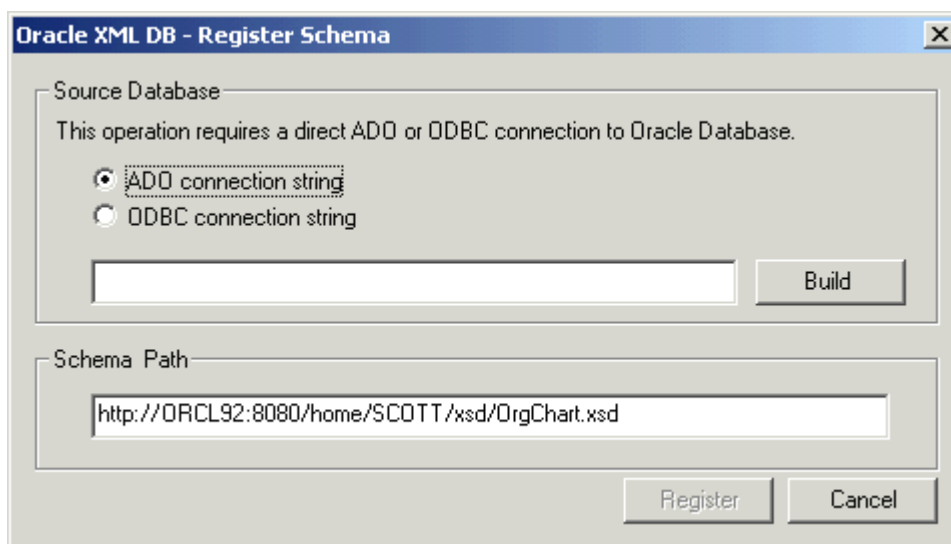 Oracle XML DB - Register Schema
Source Database
This operation requires a direct ADO or ODBC connection to Oracle Database.
ADO connection string
ODBC connection string
Build
Schema Path
http://ORCL92:8080/home/SCOTT/xsd/OrgChart.xsd
Register Cancel